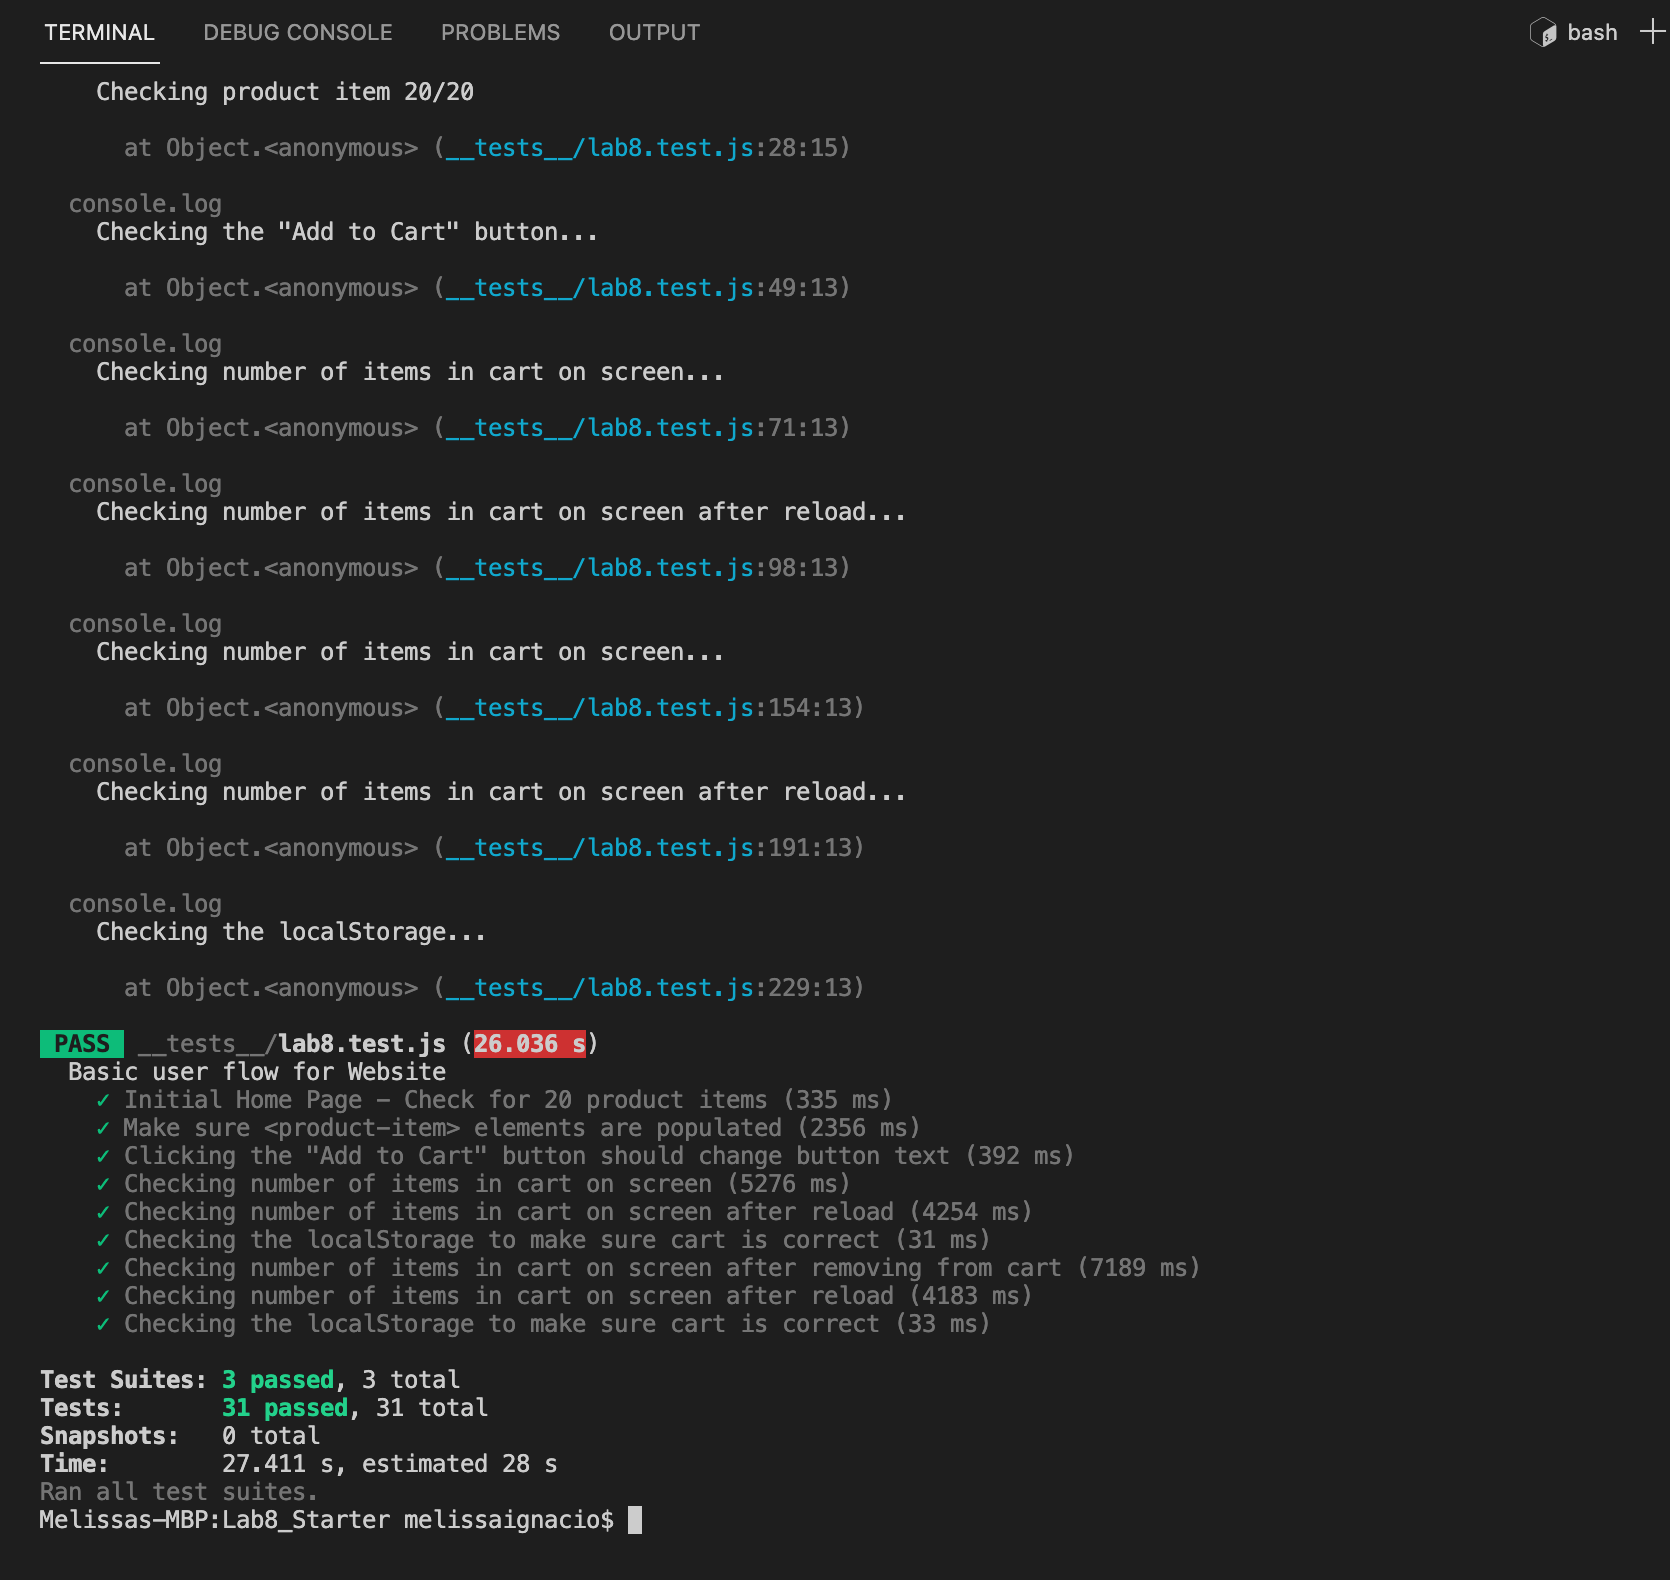 TERMINAL DEBUG CONSOLE PROBLEMS OUTPUT bash
Checking product item 20/20
at Object.<anonymous> (__tests__/lab8.test.js:28:15)
console.log
Checking the "Add to Cart" button...
at Object.<anonymous> (__tests__/lab8.test.js:49:13)
console.log
Checking number of items in cart on screen...
at Object.<anonymous> (__tests__/lab8.test.js:71:13)
console.log
Checking number of items in cart on screen after reload...
at Object.<anonymous> (__tests__/lab8.test.js:98:13)
console.log
Checking number of items in cart on screen...
at Object.<anonymous> (__tests__/lab8.test.js:154:13)
console.log
Checking number of items in cart on screen after reload...
at Object.<anonymous> (__tests__/lab8.test.js:191:13)
console.log
Checking the localStorage...
at Object.<anonymous> (__tests__/lab8.test.js:229:13)
PASS __tests__/lab8.test.js (26.036 s)
Basic user flow for Website
✓ Initial Home Page - Check for 20 product items (335 ms)
✓ Make sure <product-item> elements are populated (2356 ms)
✓ Clicking the "Add to Cart" button should change button text (392 ms)
✓ Checking number of items in cart on screen (5276 ms)
✓ Checking number of items in cart on screen after reload (4254 ms)
✓ Checking the localStorage to make sure cart is correct (31 ms)
✓ Checking number of items in cart on screen after removing from cart (7189 ms)
✓ Checking number of items in cart on screen after reload (4183 ms)
✓ Checking the localStorage to make sure cart is correct (33 ms)
Test Suites: 3 passed, 3 total
Tests: 31 passed, 31 total
Snapshots: 0 total
Time: 27.411 s, estimated 28 s
Ran all test suites.
Melissas-MBP:Lab8_Starter melissaignacio$